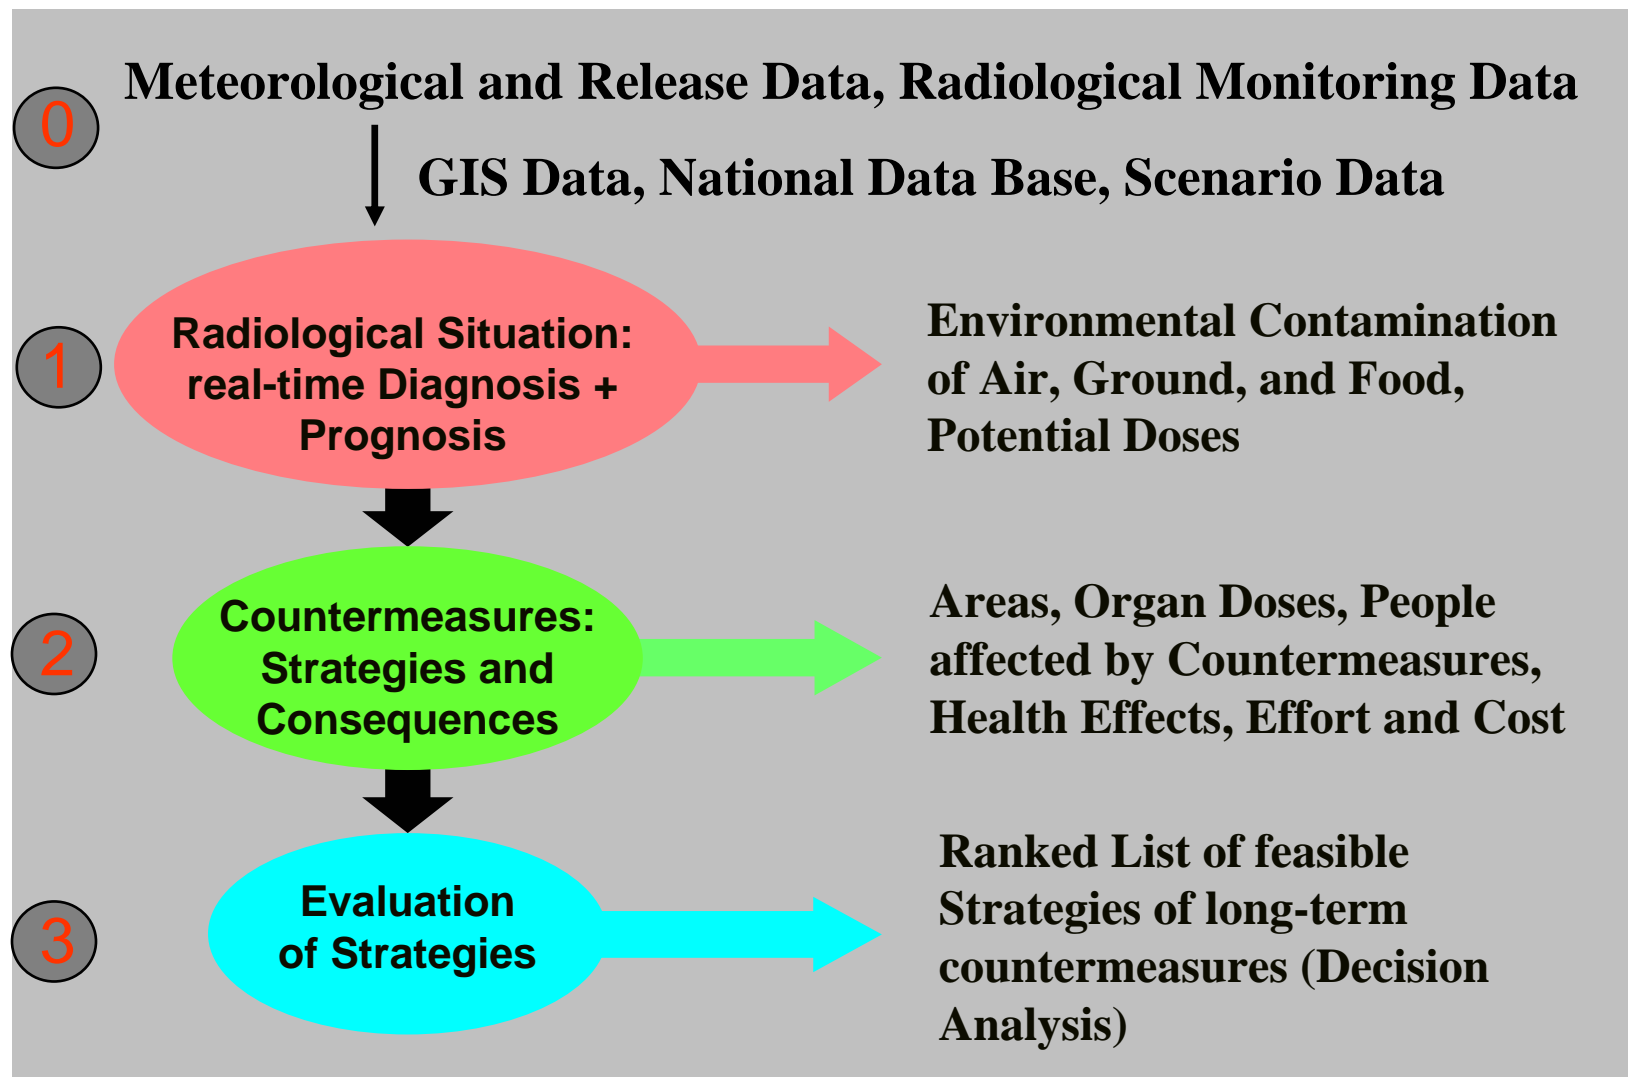 0
Meteorological and Release Data, Radiological Monitoring Data
GIS Data, National Data Base, Scenario Data
1
Radiological Situation:
real-time Diagnosis +
Prognosis
Environmental Contamination
of Air, Ground, and Food,
Potential Doses
2
Countermeasures:
Strategies and
Consequences
Areas, Organ Doses, People
affected by Countermeasures,
Health Effects, Effort and Cost
3
Evaluation
of Strategies
Ranked List of feasible
Strategies of long-term
countermeasures (Decision
Analysis)